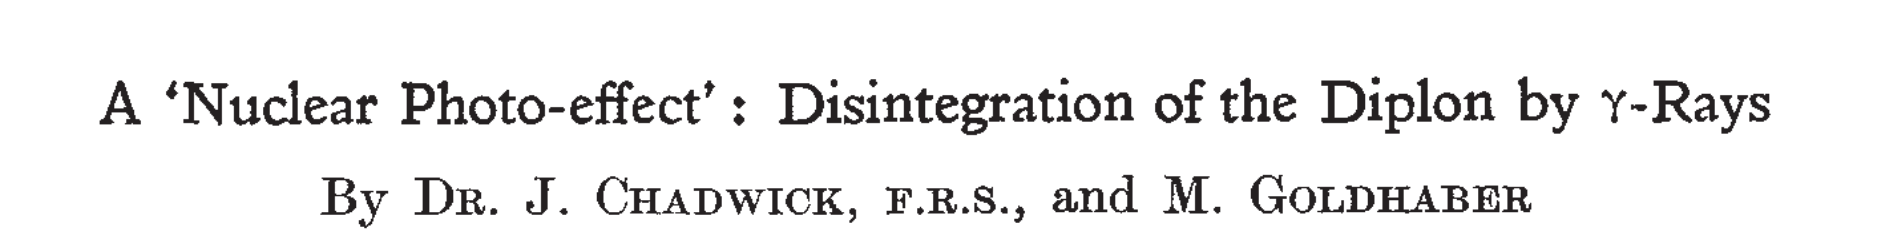 A ‘Nuclear Photo-effect’: Disintegration of the Diplon by γ-Rays
By Dr. J. Chadwick, F.R.S., and M. Goldhaber